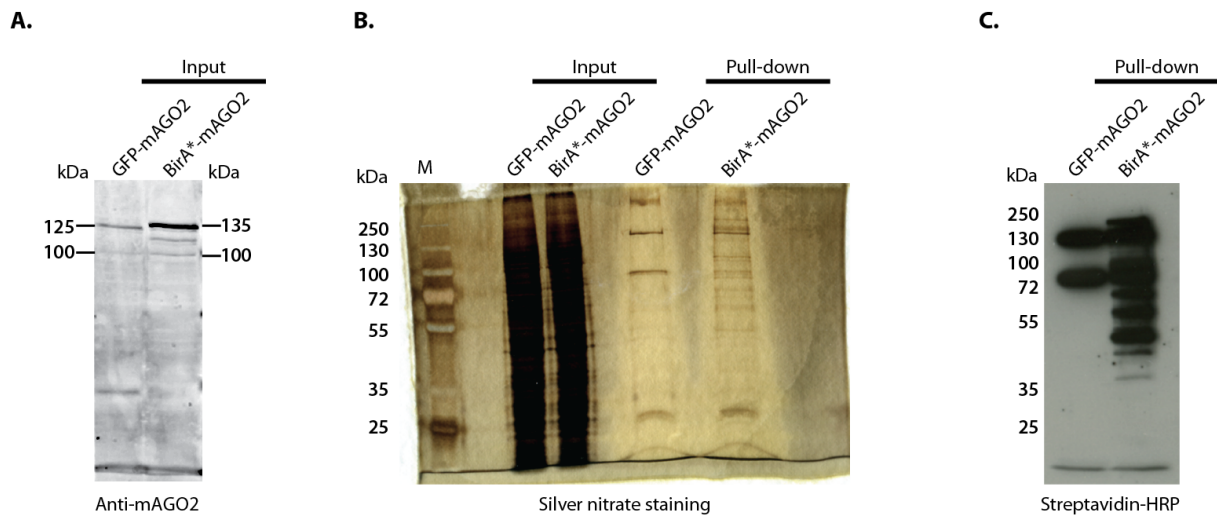 A.
Input
GFP-mAGO2
BirA*-mAGO2
kDa
kDa
125
135
100
100
Anti-mAGO2
B.
Input
Pull-down
GFP-mAGO2
BirA*-mAGO2
GFP-mAGO2
BirA*-mAGO2
kDa
M
250
130
100
72
55
35
25
Silver nitrate staining
C.
Pull-down
GFP-mAGO2
BirA*-mAGO2
kDa
250
130
100
72
55
35
25
Streptavidin-HRP